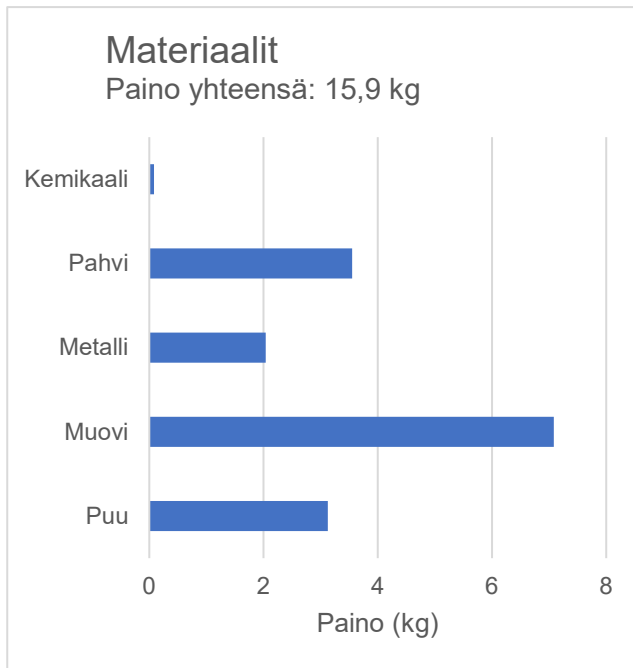 Materiaalit
Paino yhteensä: 15,9 kg
Kemikaali
Pahvi
Metalli
Muovi
Puu
0 2 4 6 8
Paino (kg)